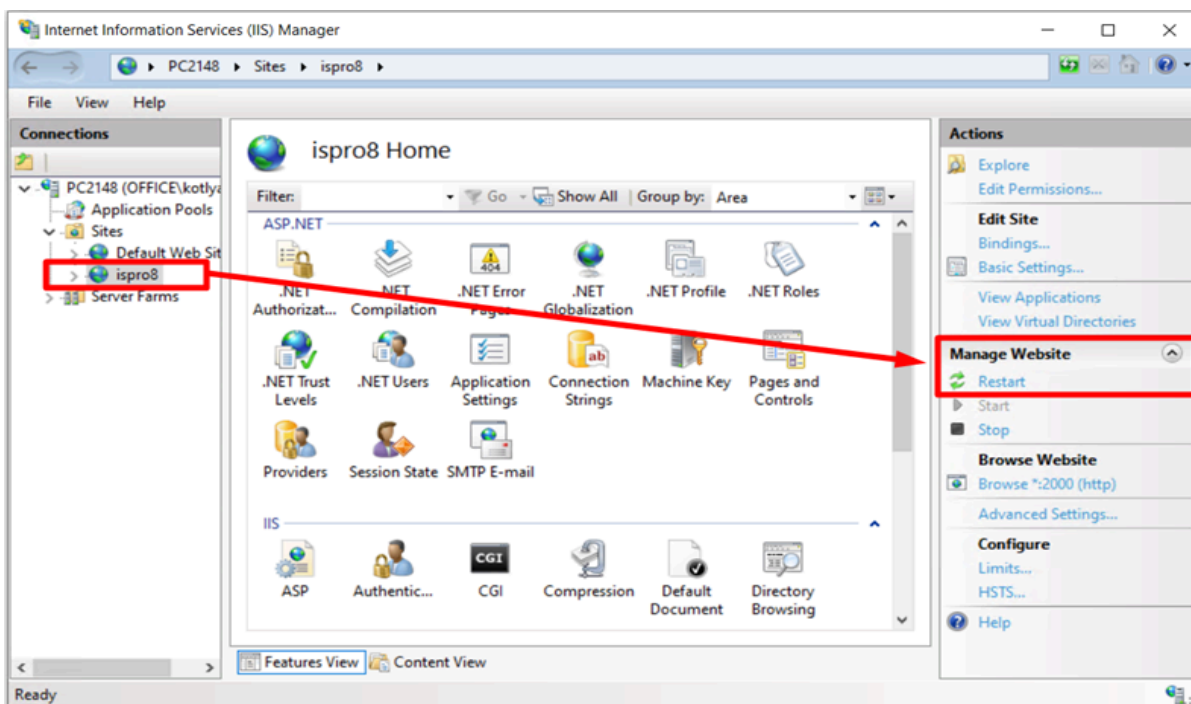 Internet Information Services (IIS) Manager
PC2148 Sites ispro8
File View Help
Connections
PC2148 (OFFICE\kotlya
Application Pools
Sites
Default Web Sit
ispro8
Server Farms
ispro8 Home
Filter: Go Show All Group by: Area
ASP.NET
.NET Authorizat...
.NET Compilation
404
.NET Error Pages
.NET Globalization
.NET Profile
.NET Roles
.NET Trust Levels
.NET Users
Application Settings
ab
Connection Strings
Machine Key
Pages and Controls
Providers
Session State
SMTP E-mail
IIS
ASP
Authentic...
CGI
CGI
Compression
Default Document
Directory Browsing
Features View Content View
Actions
Explore
Edit Permissions...
Edit Site
Bindings...
Basic Settings...
View Applications
View Virtual Directories
Manage Website
Restart
Start
Stop
Browse Website
Browse *:2000 (http)
Advanced Settings...
Configure
Limits...
HSTS...
Help
Ready